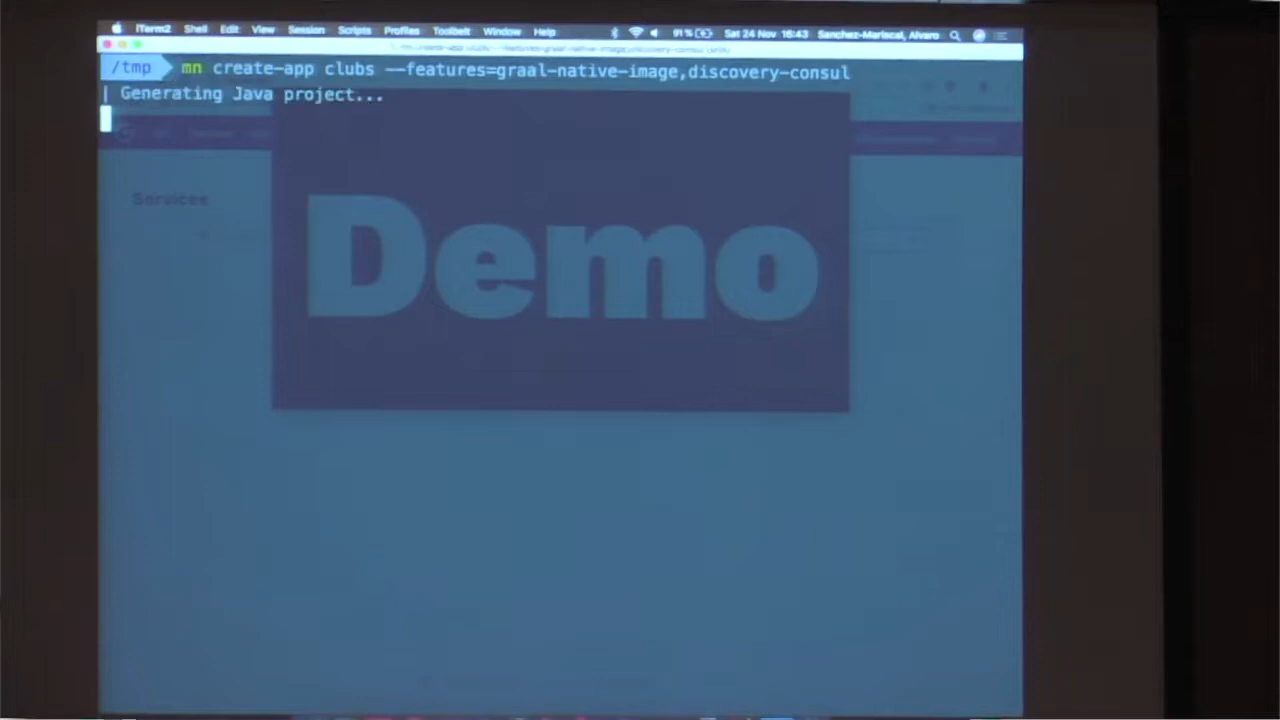 iTerm2 Shell Edit View Session Scripts Profiles Toolbelt Window Help 91% Sat 24 Nov 16:43 Sanchez-Mariscal, Alvaro
/tmp mn create-app clubs --features=graal-native-image,discovery-consul
| Generating Java project...
Services
Demo